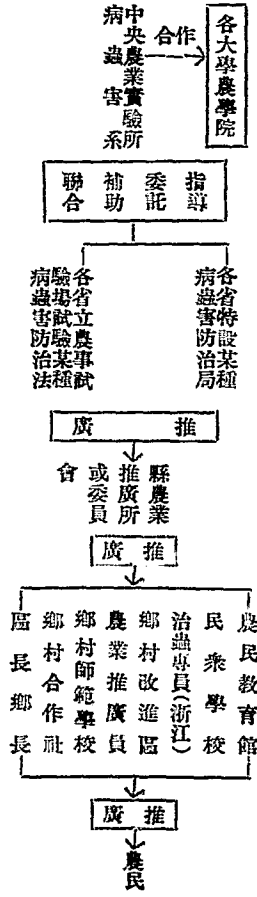 中央農業實驗所
病蟲害系
合作
各大學農學院
指導
委託
補助
聯合
各省特設某種
病蟲害防治局
各省立農事試
驗場試驗某種
病蟲害防治法
推廣
縣農業
推廣所
或委員
會
推廣
農民教育館
民衆學校
治蟲專員(浙江)
鄉村改進區
農業推廣員
鄉村師範學校
鄉村合作社
區長鄉長
推廣
農民